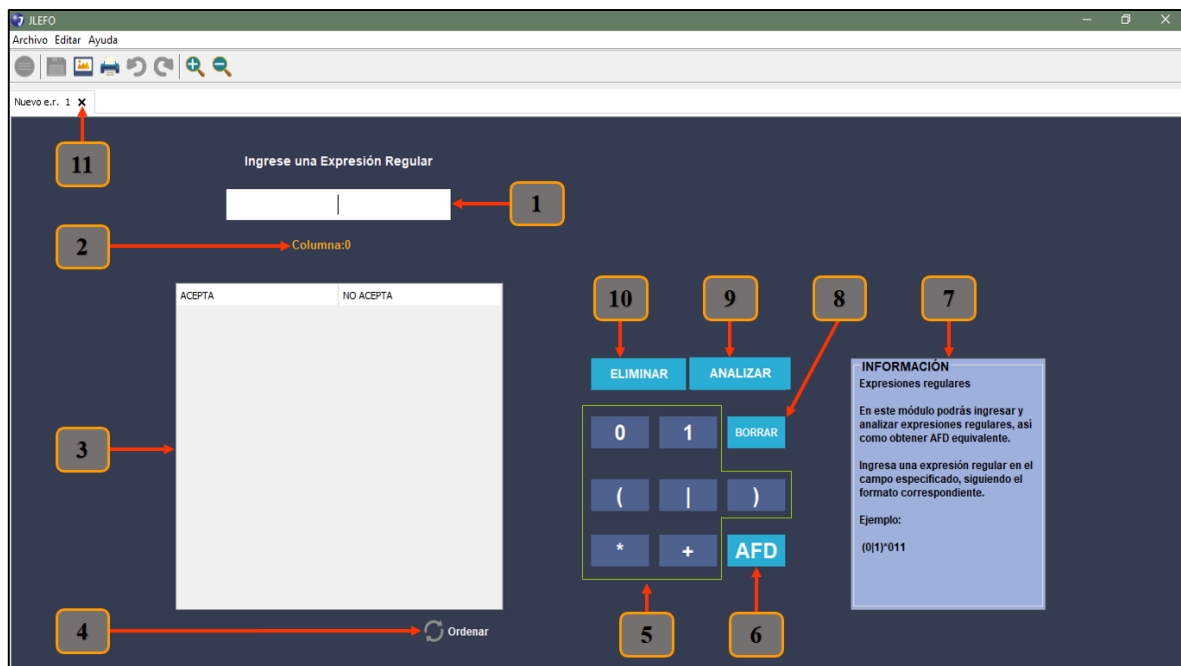 JLEFO
Archivo Editar Ayuda
Nuevo e.r. 1
11
Ingrese una Expresión Regular
1
2
Columna:0
ACEPTA NO ACEPTA
10 9 8 7
ELIMINAR ANALIZAR
INFORMACIÓN
Expresiones regulares
En este módulo podrás ingresar y
analizar expresiones regulares, asi
como obtener AFD equivalente.
Ingresa una expresión regular en el
campo especificado, siguiendo el
formato correspondiente.
Ejemplo:
(0|1)*011
0 1 BORRAR
3
( | )
* + AFD
4
Ordenar
5 6